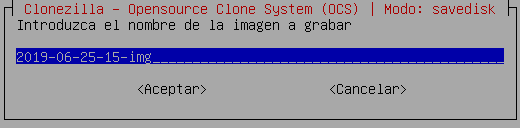 Clonezilla - Opensource Clone System (OCS) | Modo: savedisk
Introduzca el nombre de la imagen a grabar
2019-06-25-15-img
<Aceptar> <Cancelar>